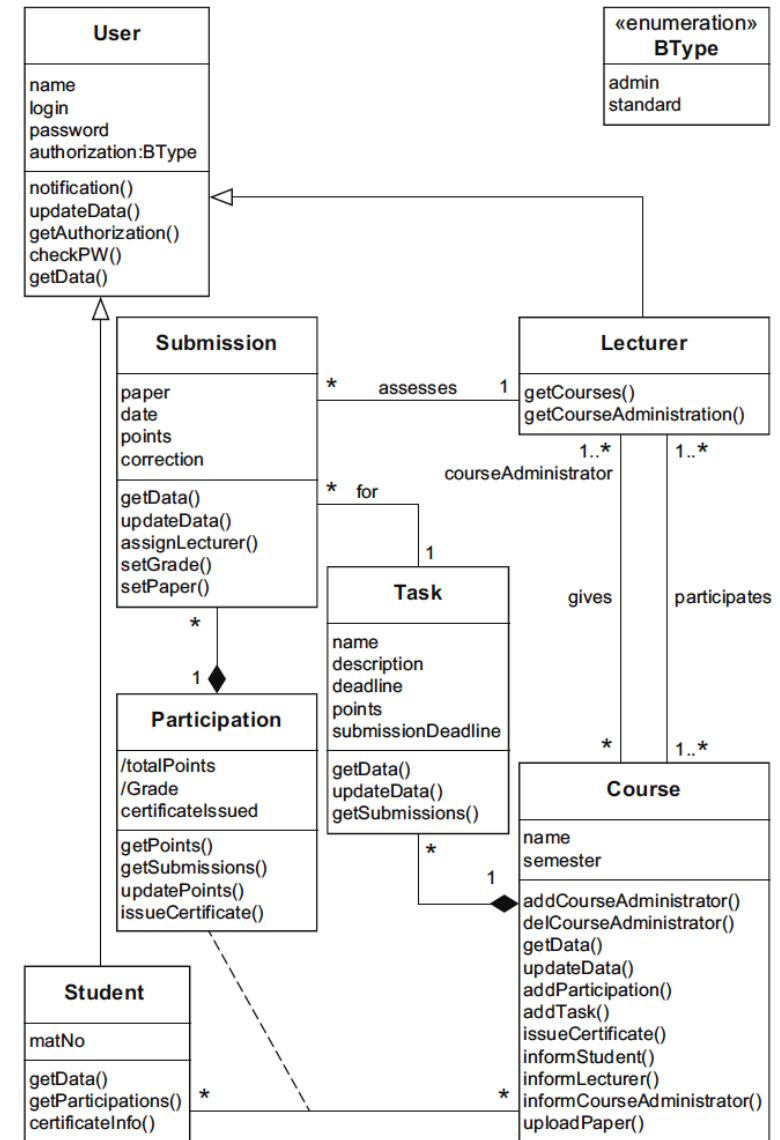 User
name
login
password
authorization:BType
notification()
updateData()
getAuthorization()
checkPW()
getData()
«enumeration»
BType
admin
standard
Submission
paper
date
points
correction
getData()
updateData()
assignLecturer()
setGrade()
setPaper()
* assesses 1
Lecturer
getCourses()
getCourseAdministration()
1..*
courseAdministrator
1..*
* for
1
gives
participates
*
1..*
Task
name
description
deadline
points
submissionDeadline
getData()
updateData()
getSubmissions()
*
1
*
1
Participation
/totalPoints
/Grade
certificateIssued
getPoints()
getSubmissions()
updatePoints()
issueCertificate()
Course
name
semester
addCourseAdministrator()
delCourseAdministrator()
getData()
updateData()
addParticipation()
addTask()
issueCertificate()
informStudent()
informLecturer()
informCourseAdministrator()
uploadPaper()
Student
matNo
getData()
getParticipations()
certificateInfo()
* *